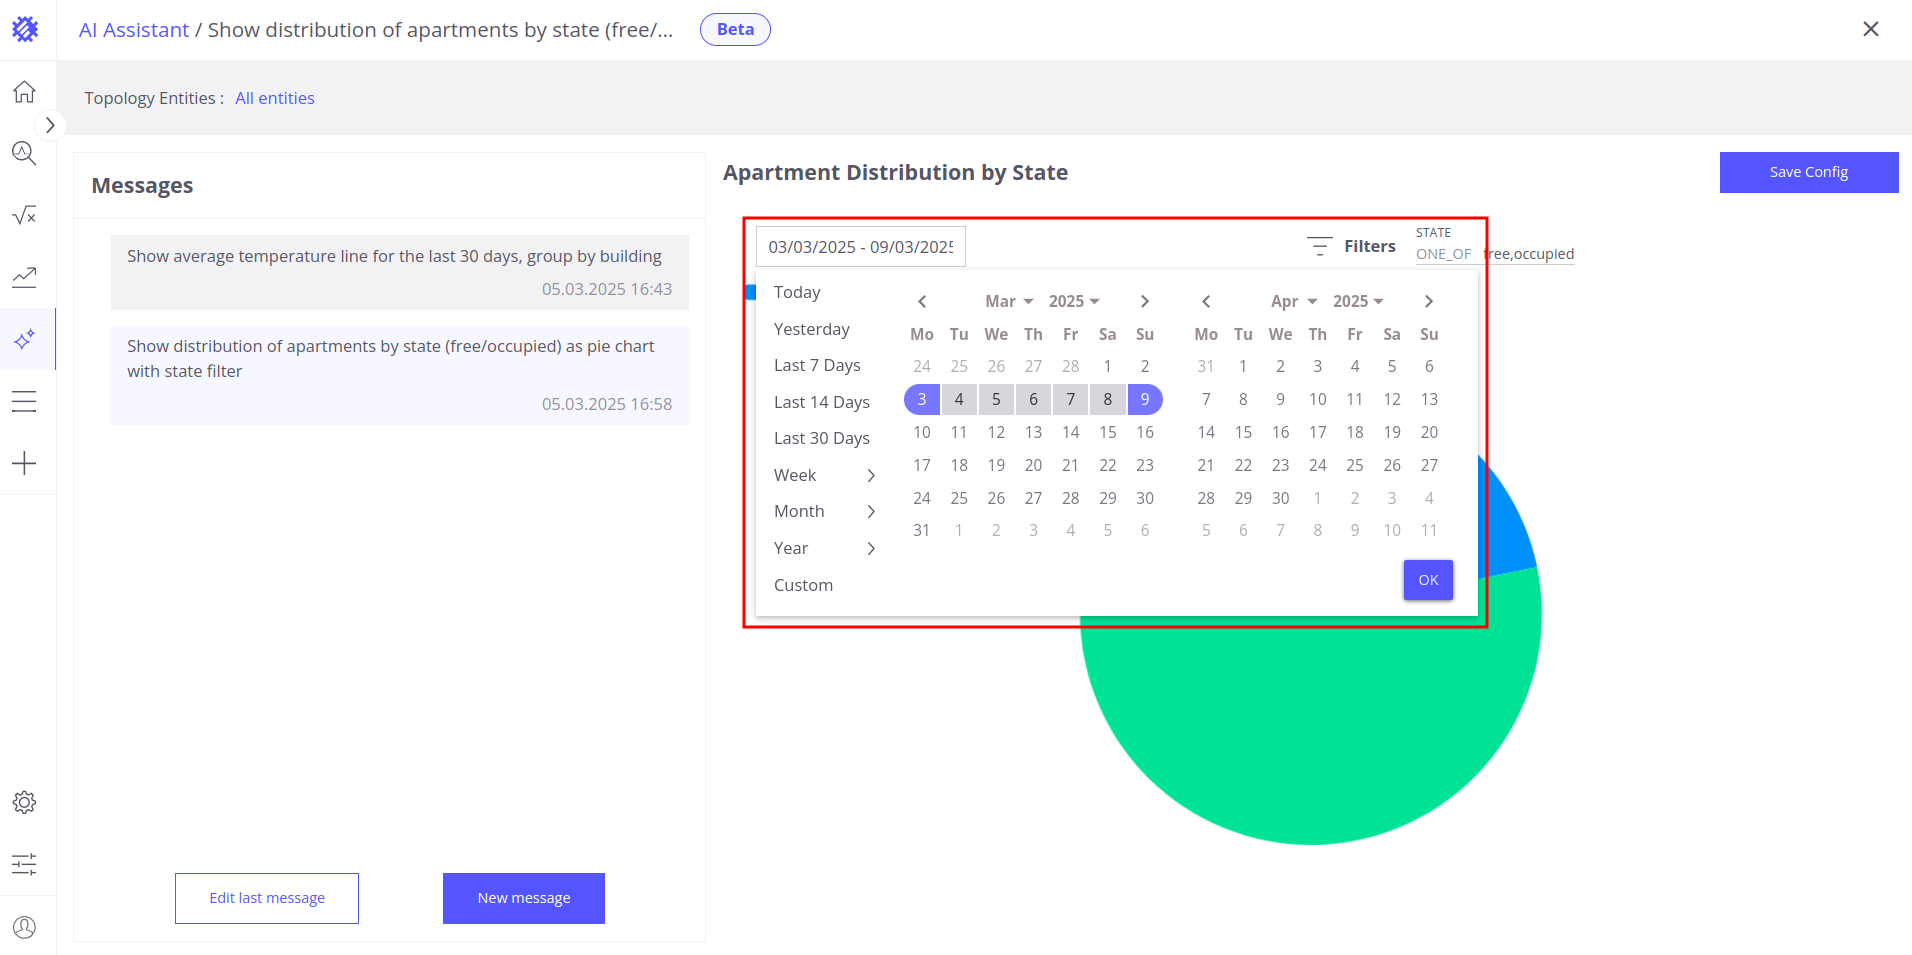 AI Assistant / Show distribution of apartments by state (free/...
Beta
Topology Entities : All entities
Messages
Show average temperature line for the last 30 days, group by building
05.03.2025 16:43
Show distribution of apartments by state (free/occupied) as pie chart
with state filter
05.03.2025 16:58
Edit last message
New message
Apartment Distribution by State
Save Config
03/03/2025 - 09/03/2025
Filters
STATE
ONE_OF free,occupied
Today
Yesterday
Last 7 Days
Last 14 Days
Last 30 Days
Week
Month
Year
Custom
Mar 2025
Mo Tu We Th Fr Sa Su
24 25 26 27 28 1 2
3 4 5 6 7 8 9
10 11 12 13 14 15 16
17 18 19 20 21 22 23
24 25 26 27 28 29 30
31 1 2 3 4 5 6
Apr 2025
Mo Tu We Th Fr Sa Su
31 1 2 3 4 5 6
7 8 9 10 11 12 13
14 15 16 17 18 19 20
21 22 23 24 25 26 27
28 29 30 1 2 3 4
5 6 7 8 9 10 11
OK